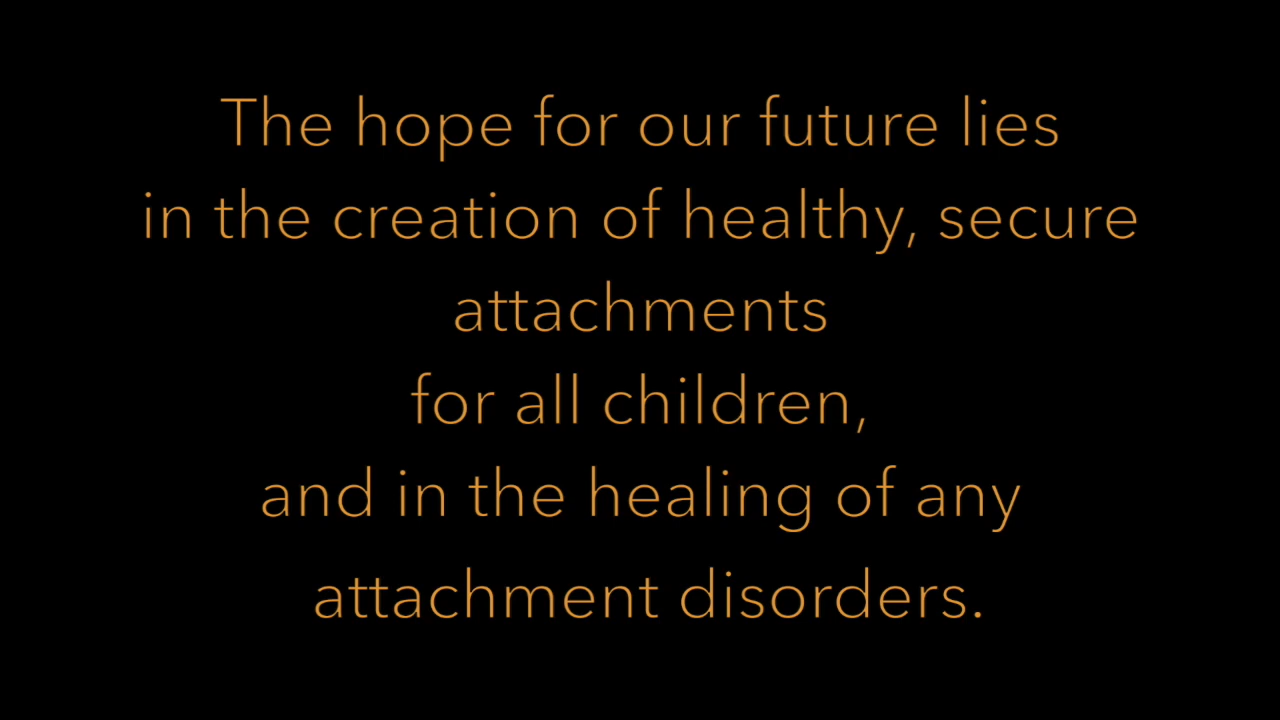 The hope for our future lies
in the creation of healthy, secure
attachments
for all children,
and in the healing of any
attachment disorders.